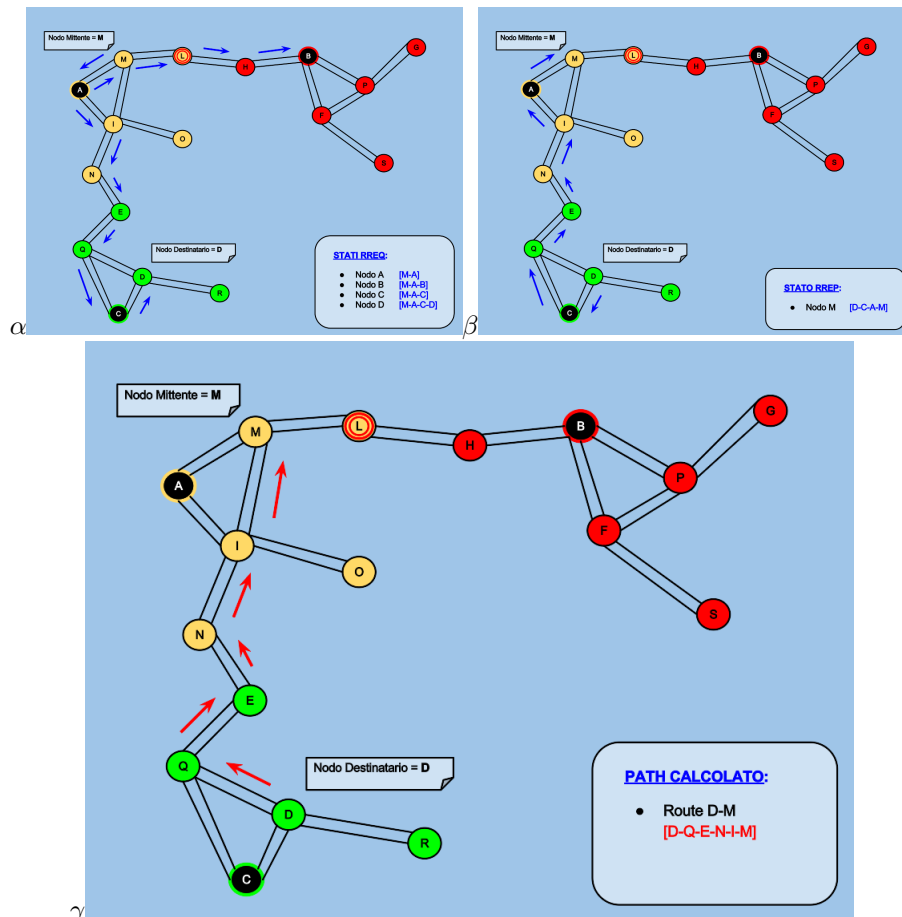 Nodo Mittente = M
M
L
H
B
G
P
A
F
I
O
S
N
E
Q
D
R
C
Nodo Destinatario = D
STATI RREQ:
● Nodo A [M-A]
● Nodo B [M-A-B]
● Nodo C [M-A-C]
● Nodo D [M-A-C-D]
α
Nodo Mittente = M
M
L
H
B
G
P
A
F
I
O
S
N
E
Q
D
R
C
Nodo Destinatario = D
STATO RREP:
● Nodo M [D-C-A-M]
β
Nodo Mittente = M
M
L
H
B
G
P
A
F
I
O
S
N
E
Q
D
R
C
Nodo Destinatario = D
PATH CALCOLATO:
● Route D-M
[D-Q-E-N-I-M]
γ